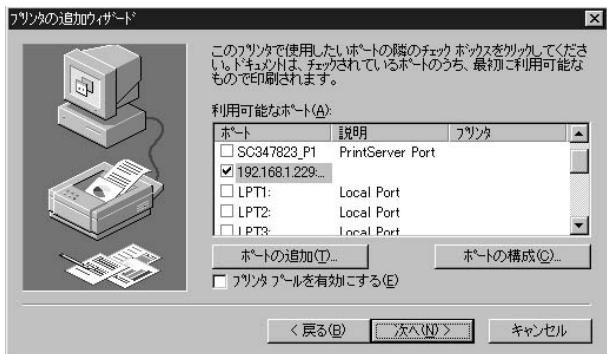 プリンタの追加ウィザード
このプリンタで使用したいポートの隣のチェック ボックスをクリックしてくださ
い。ドキュメントは、チェックされているポートのうち、最初に利用可能な
もので印刷されます。
利用可能なポート(A):
ポート 説明 プリンタ
SC347823_P1 PrintServer Port
192.168.1.229:...
LPT1: Local Port
LPT2: Local Port
LPT3: Local Port
ポートの追加(T)... ポートの構成(C)...
プリンタ プールを有効にする(E)
< 戻る(B) 次へ(N) > キャンセル